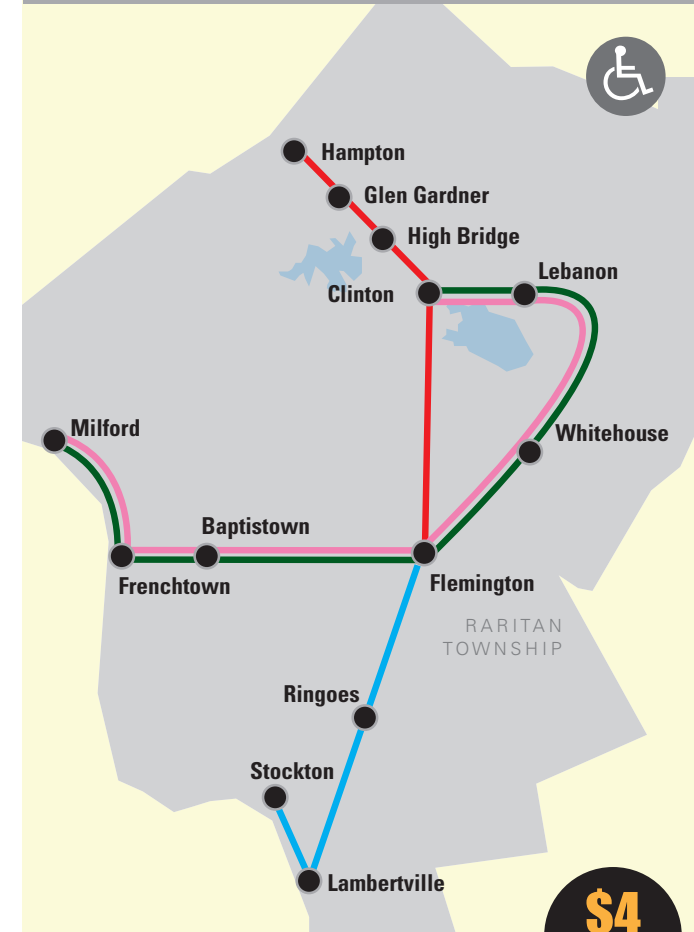 Hampton
Glen Gardner
High Bridge
Lebanon
Clinton
Milford
Whitehouse
Baptistown
Frenchtown
Flemington
RARITAN
TOWNSHIP
Ringoes
Stockton
Lambertville
$4